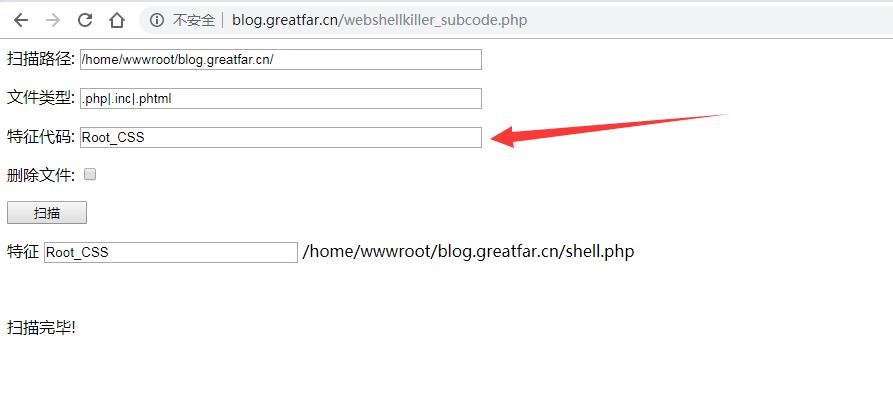 不安全 | blog.greatfar.cn/webshellkiller_subcode.php
扫描路径: /home/wwwroot/blog.greatfar.cn/
文件类型: .php|.inc|.phtml
特征代码: Root_CSS
删除文件:
扫描
特征 Root_CSS /home/wwwroot/blog.greatfar.cn/shell.php
扫描完毕!